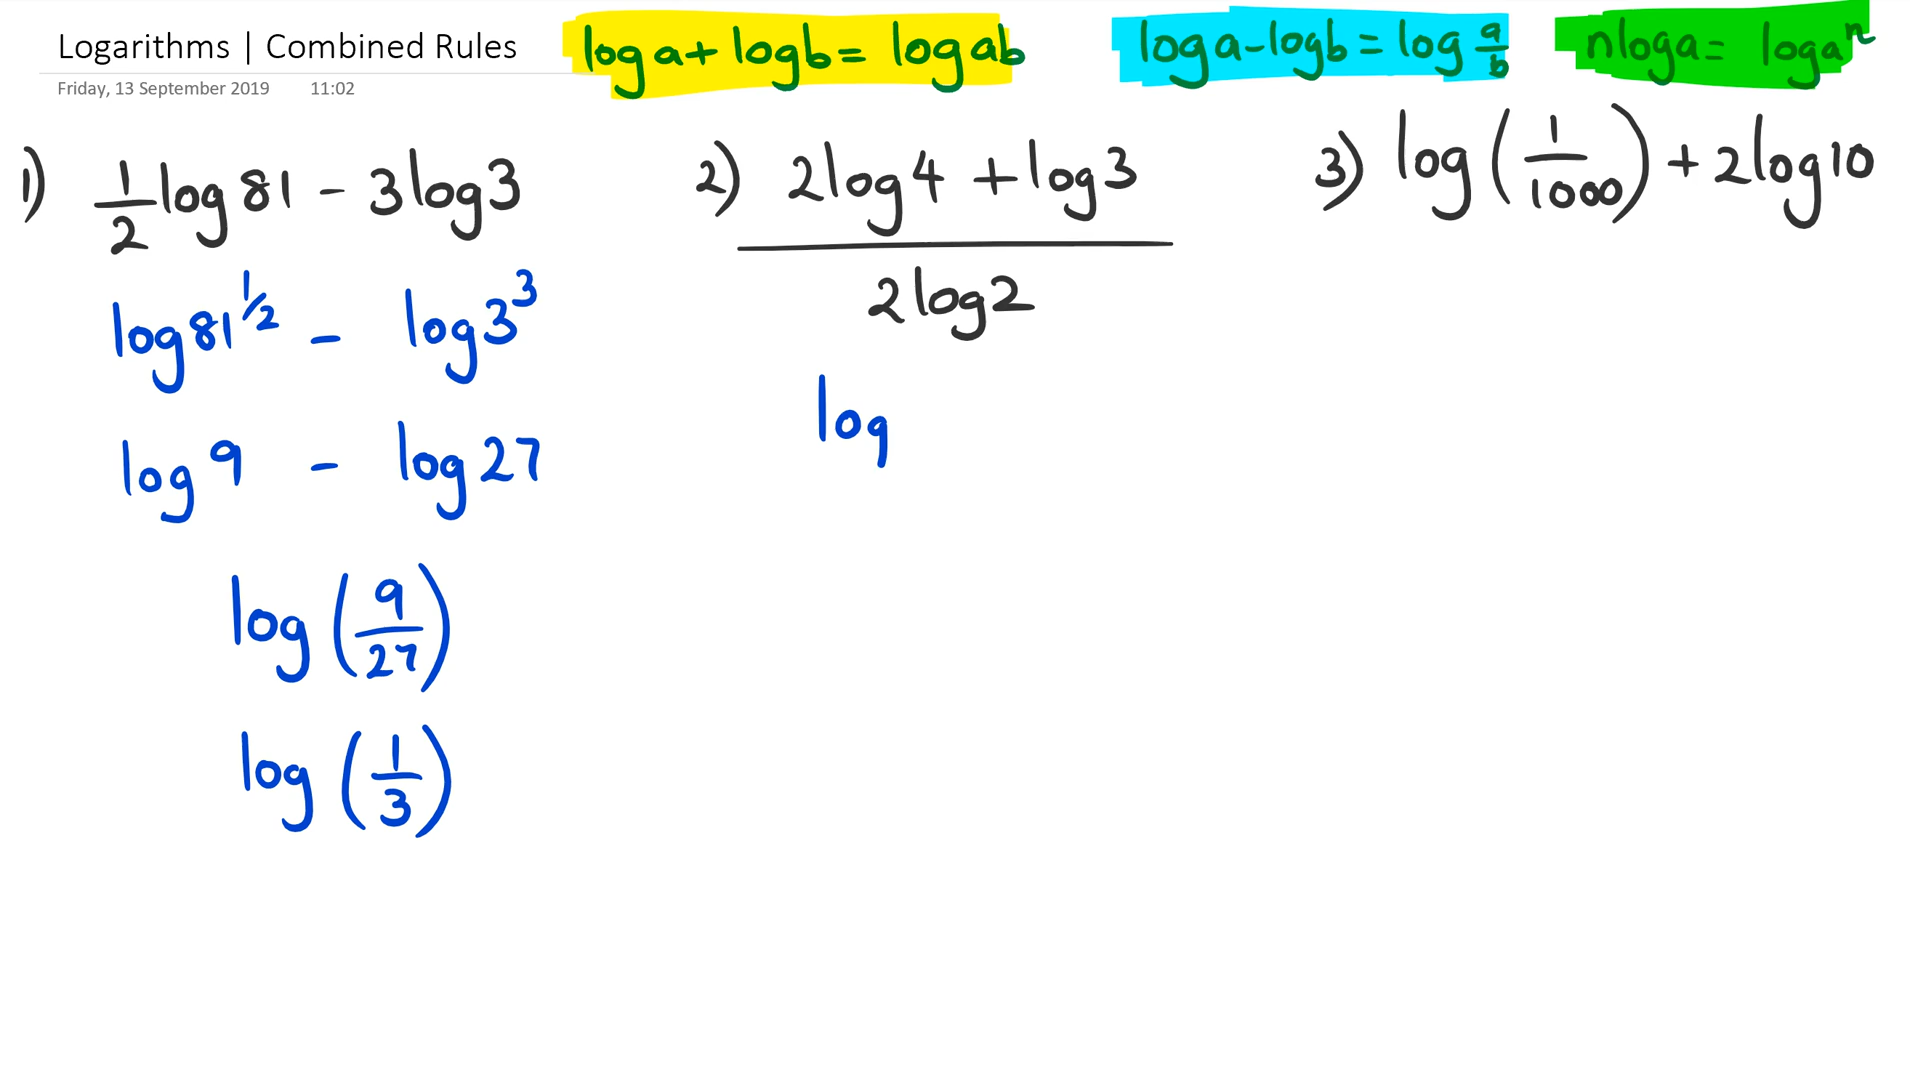 Logarithms | Combined Rules
Friday, 13 September 2019 11:02
log a + log b = log ab
log a - log b = log a/b
n log a = log aⁿ
1) 1/2 log 81 - 3 log 3
log 81^1/2 - log 3³
log 9 - log 27
log (9/27)
log (1/3)
2) 2 log 4 + log 3
2 log 2
log
3) log (1/1000) + 2 log 10